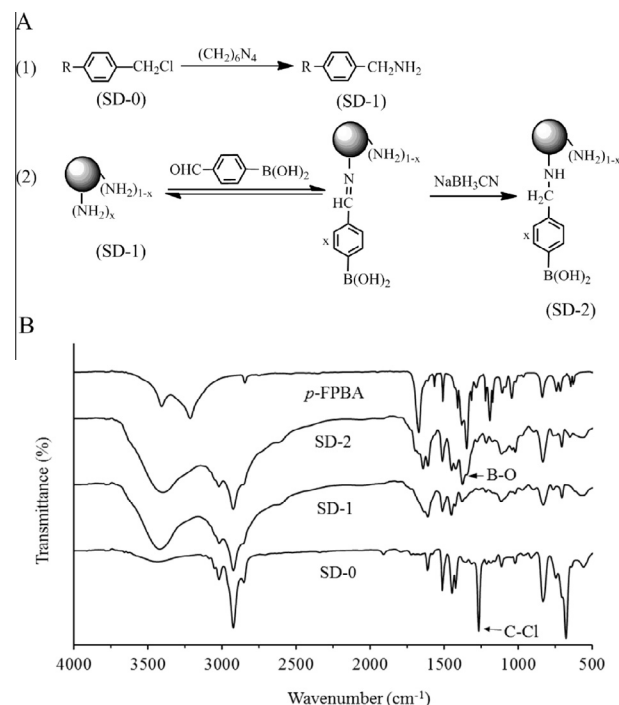 A
(1) R CH₂Cl (CH₂)₆N₄ R CH₂NH₂
(SD-0) (SD-1)
(2) (NH₂)₁₋ₓ (NH₂)ₓ OHC B(OH)₂ (NH₂)₁₋ₓ N HC x B(OH)₂ NaBH₃CN (NH₂)₁₋ₓ NH H₂C x B(OH)₂
(SD-1) (SD-2)
B
p-FPBA
SD-2
B-O
SD-1
SD-0
C-Cl
Transmittance (%)
4000 3500 3000 2500 2000 1500 1000 500
Wavenumber (cm⁻¹)